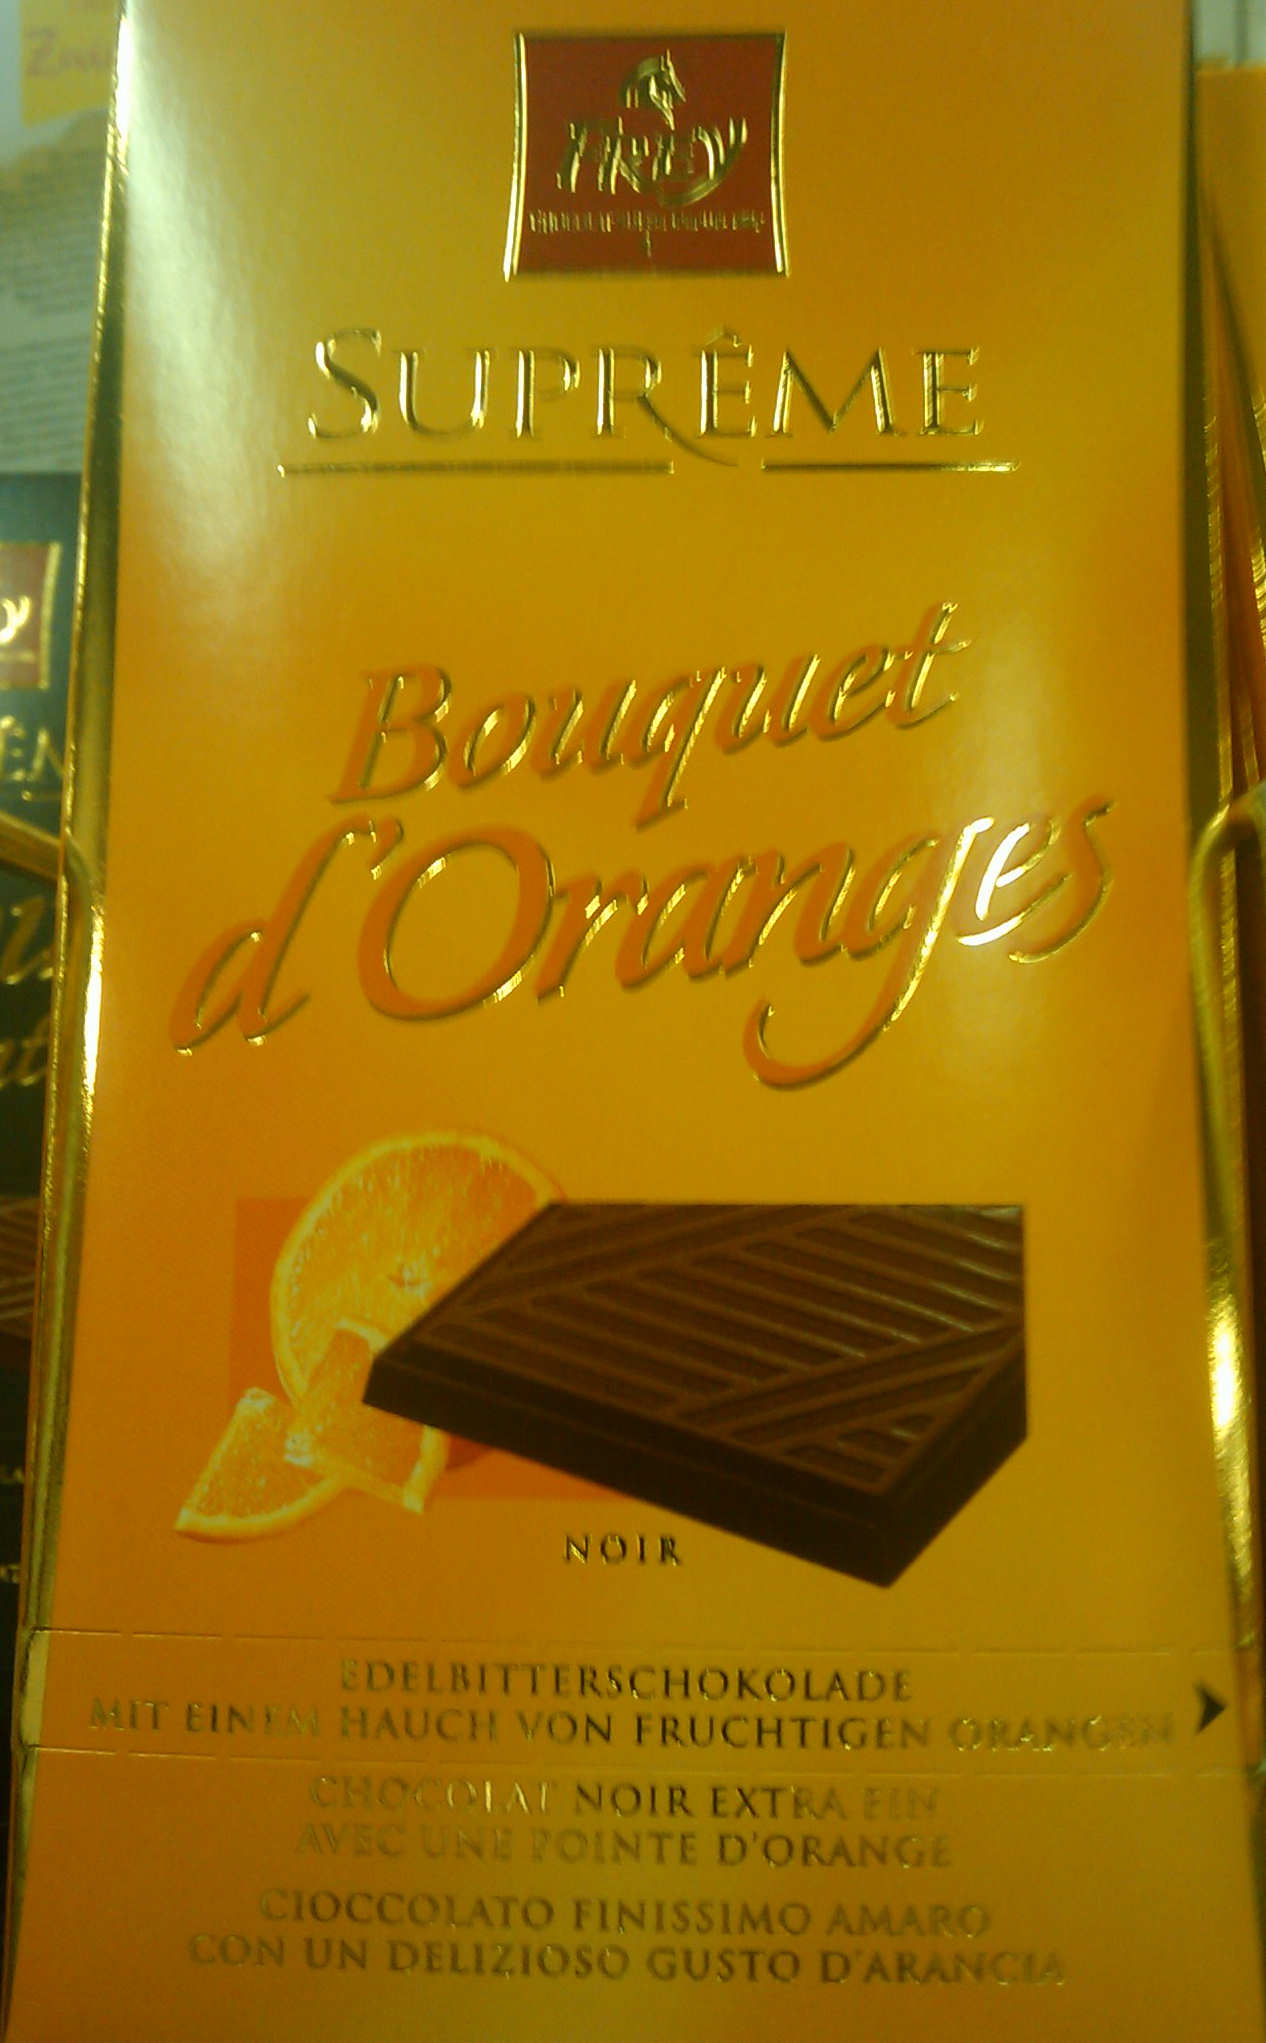 FREY
SUPRÊME
Bouquet
d'Oranges
NOIR
EDELBITTERSCHOKOLADE
MIT EINEM HAUCH VON FRUCHTIGEN ORANGEN
CHOCOLAT NOIR EXTRA FIN
AVEC UNE POINTE D'ORANGE
CIOCCOLATO FINISSIMO AMARO
CON UN DELIZIOSO GUSTO D'ARANCIA